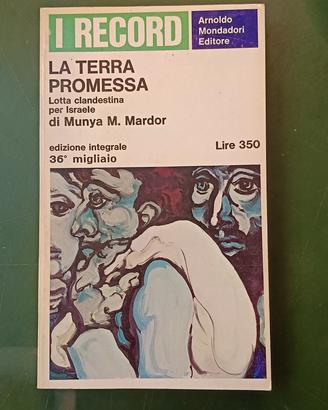 I RECORD
Arnoldo
Mondadori
Editore
LA TERRA
PROMESSA
Lotta clandestina
per Israele
di Munya M. Mardor
edizione integrale
36° migliaio
Lire 350